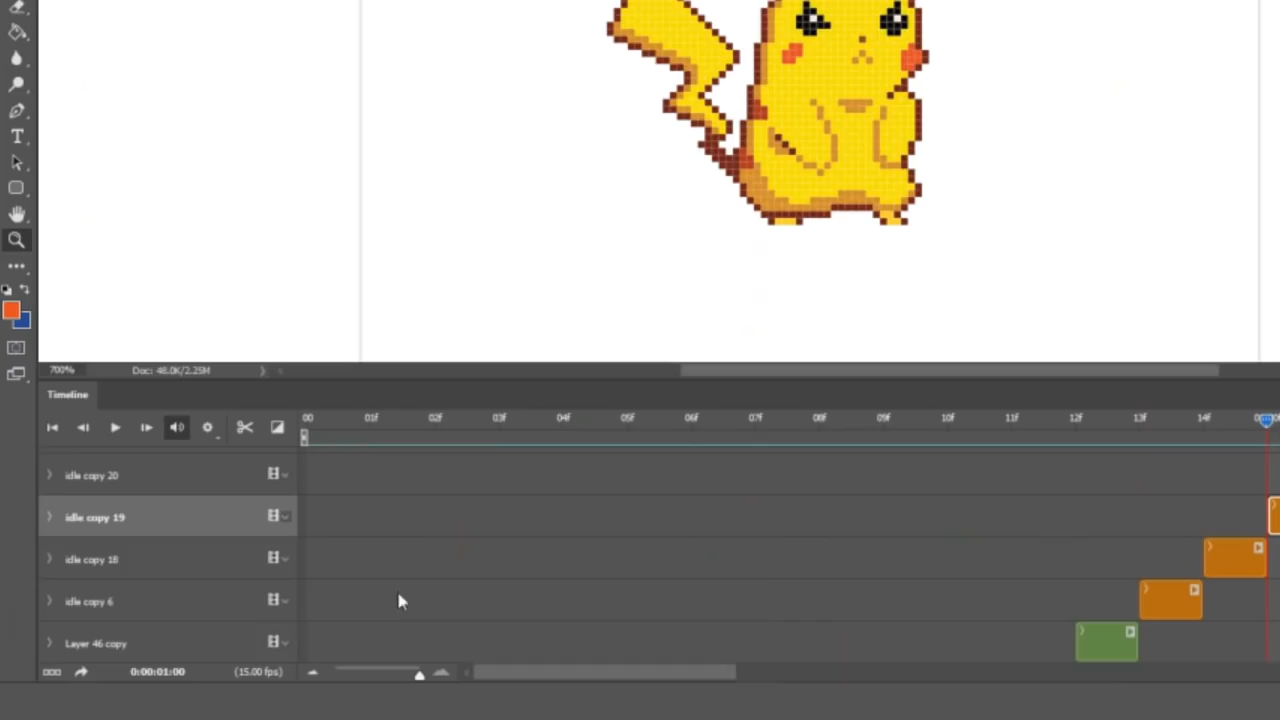 T
700%
Doc: 48.0K/2.25M
Timeline
00 01f 02f 03f 04f 05f 06f 07f 08f 09f 10f 11f 12f 13f 14f
idle copy 20
idle copy 19
idle copy 18
idle copy 6
Layer 46 copy
0:00:01:00 (15.00 fps)